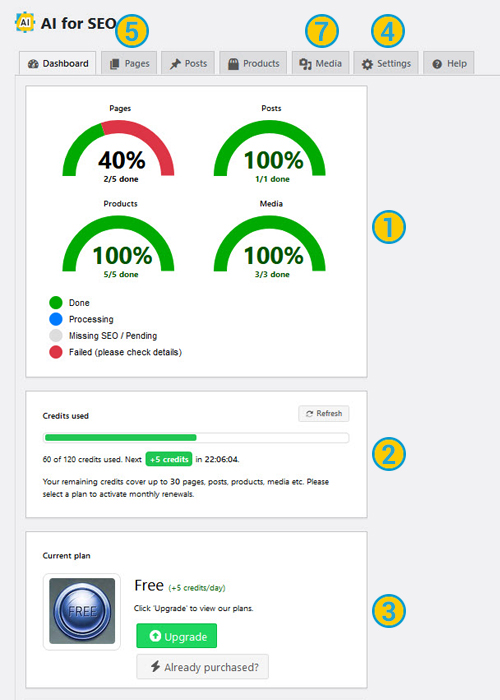 AI AI for SEO
5 7 4
Dashboard Pages Posts Products Media Settings Help
Pages Posts
40% 100%
2/5 done 1/1 done
Products Media
1
100% 100%
5/5 done 3/3 done
Done
Processing
Missing SEO / Pending
Failed (please check details)
Credits used Refresh
2
60 of 120 credits used. Next +5 credits in 22:06:04.
Your remaining credits cover up to 30 pages, posts, products, media etc. Please
select a plan to activate monthly renewals.
Current plan
Free (+5 credits/day)
FREE
Click 'Upgrade' to view our plans.
3
Upgrade
Already purchased?